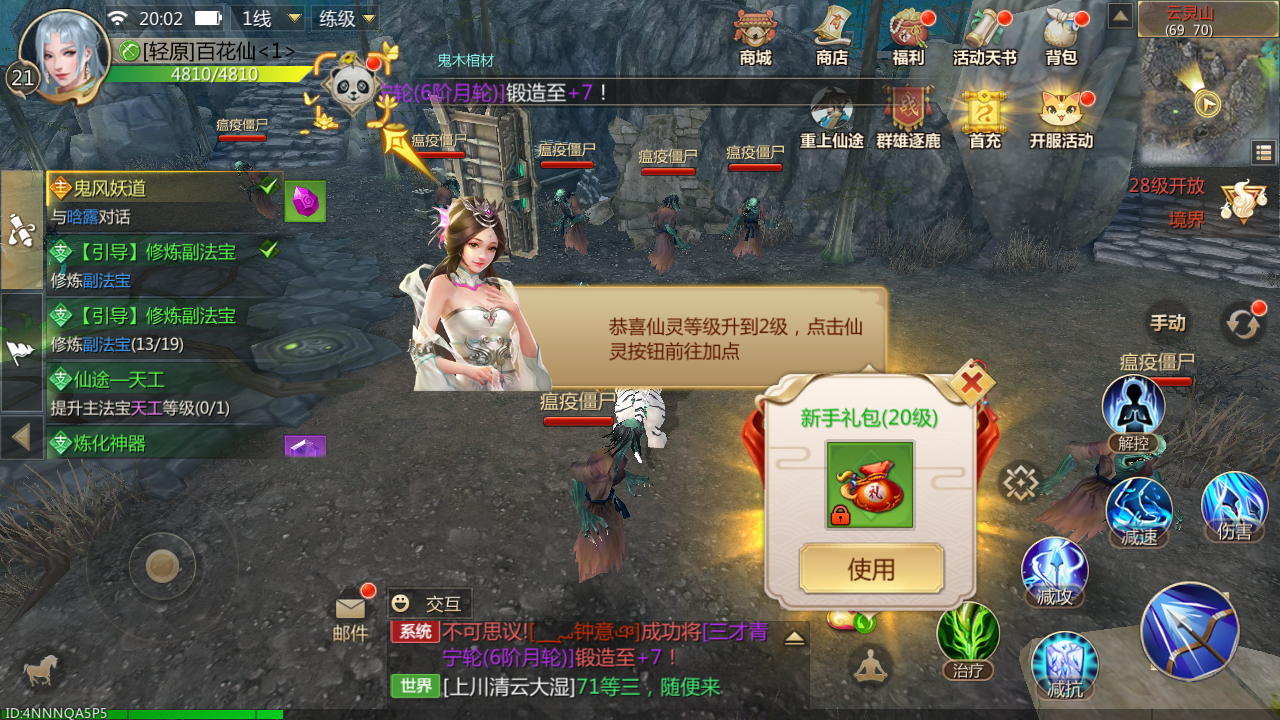 20:02
1线
练级
[轻原]百花仙<1>
4810/4810
21
鬼木棺材
宁轮(6阶月轮)]锻造至+7！
商城
商店
福利
活动天书
背包
云灵山
(69 70)
重上仙途
群雄逐鹿
首充
开服活动
瘟疫僵尸
瘟疫僵尸
瘟疫僵尸
瘟疫僵尸
瘟疫僵尸
28级开放
境界
主 鬼风妖道
与晗露对话
支【引导】修炼副法宝
修炼副法宝
支【引导】修炼副法宝
修炼副法宝(13/19)
支 仙途—天工
提升主法宝天工等级(0/1)
支 炼化神器
恭喜仙灵等级升到2级，点击仙
灵按钮前往加点
手动
瘟疫僵尸
瘟疫僵尸
新手礼包(20级)
礼
使用
解控
减速
伤害
减攻
治疗
减抗
邮件
交互
系统 不可思议![钟意]成功将[三才青
宁轮(6阶月轮)]锻造至+7！
世界 [上川清云大湿]71等三，随便来
ID:4NNNQA5P5